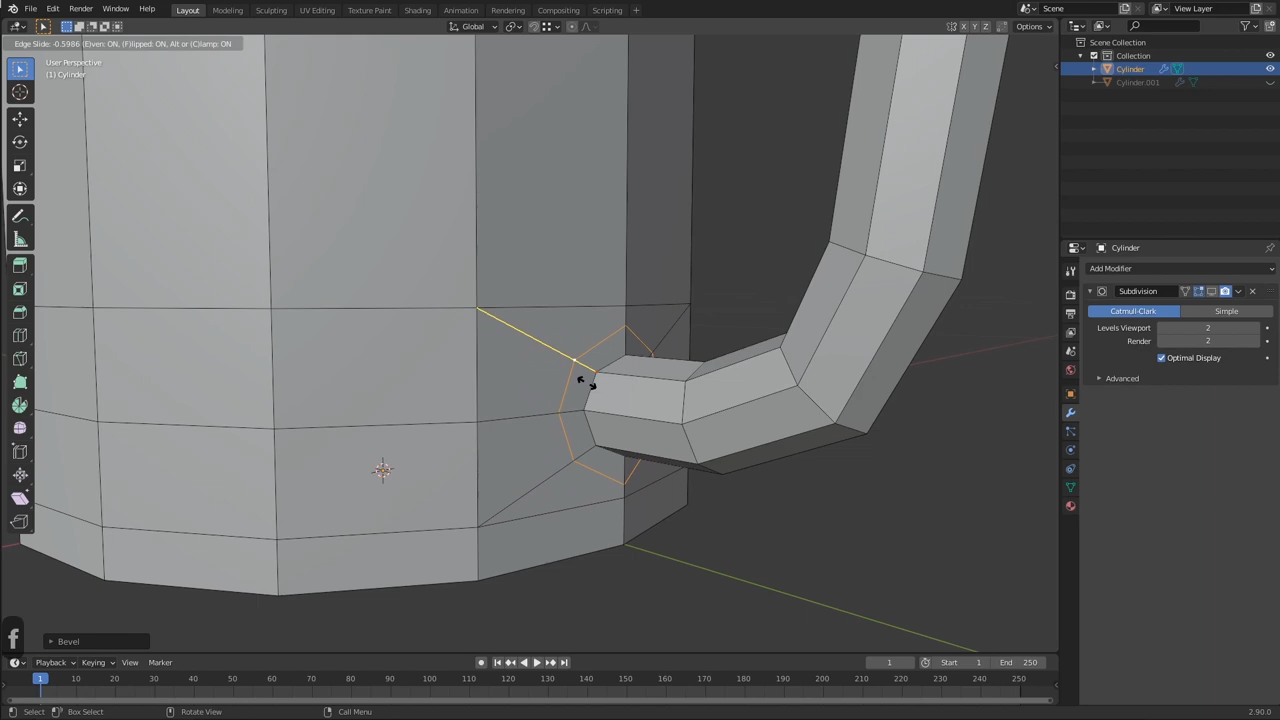 File Edit Render Window Help Layout Modeling Sculpting UV Editing Texture Paint Shading Animation Rendering Compositing Scripting + Scene View Layer
Global X Y Z Options
Edge Slide: -0.5986 (E)ven: ON, (F)lipped: ON, Alt or (C)lamp: ON
User Perspective
(1) Cylinder
Scene Collection
Collection
Cylinder
Cylinder.001
Cylinder
Add Modifier
Subdivision
Catmull-Clark Simple
Levels Viewport 2
Render 2
Optimal Display
Advanced
f
Bevel
Playback Keying View Marker 1 Start 1 End 250
1 10 20 30 40 50 60 70 80 90 100 110 120 130 140 150 160 170 180 190 200 210 220 230 240 250
Select Box Select Rotate View Call Menu 2.90.0